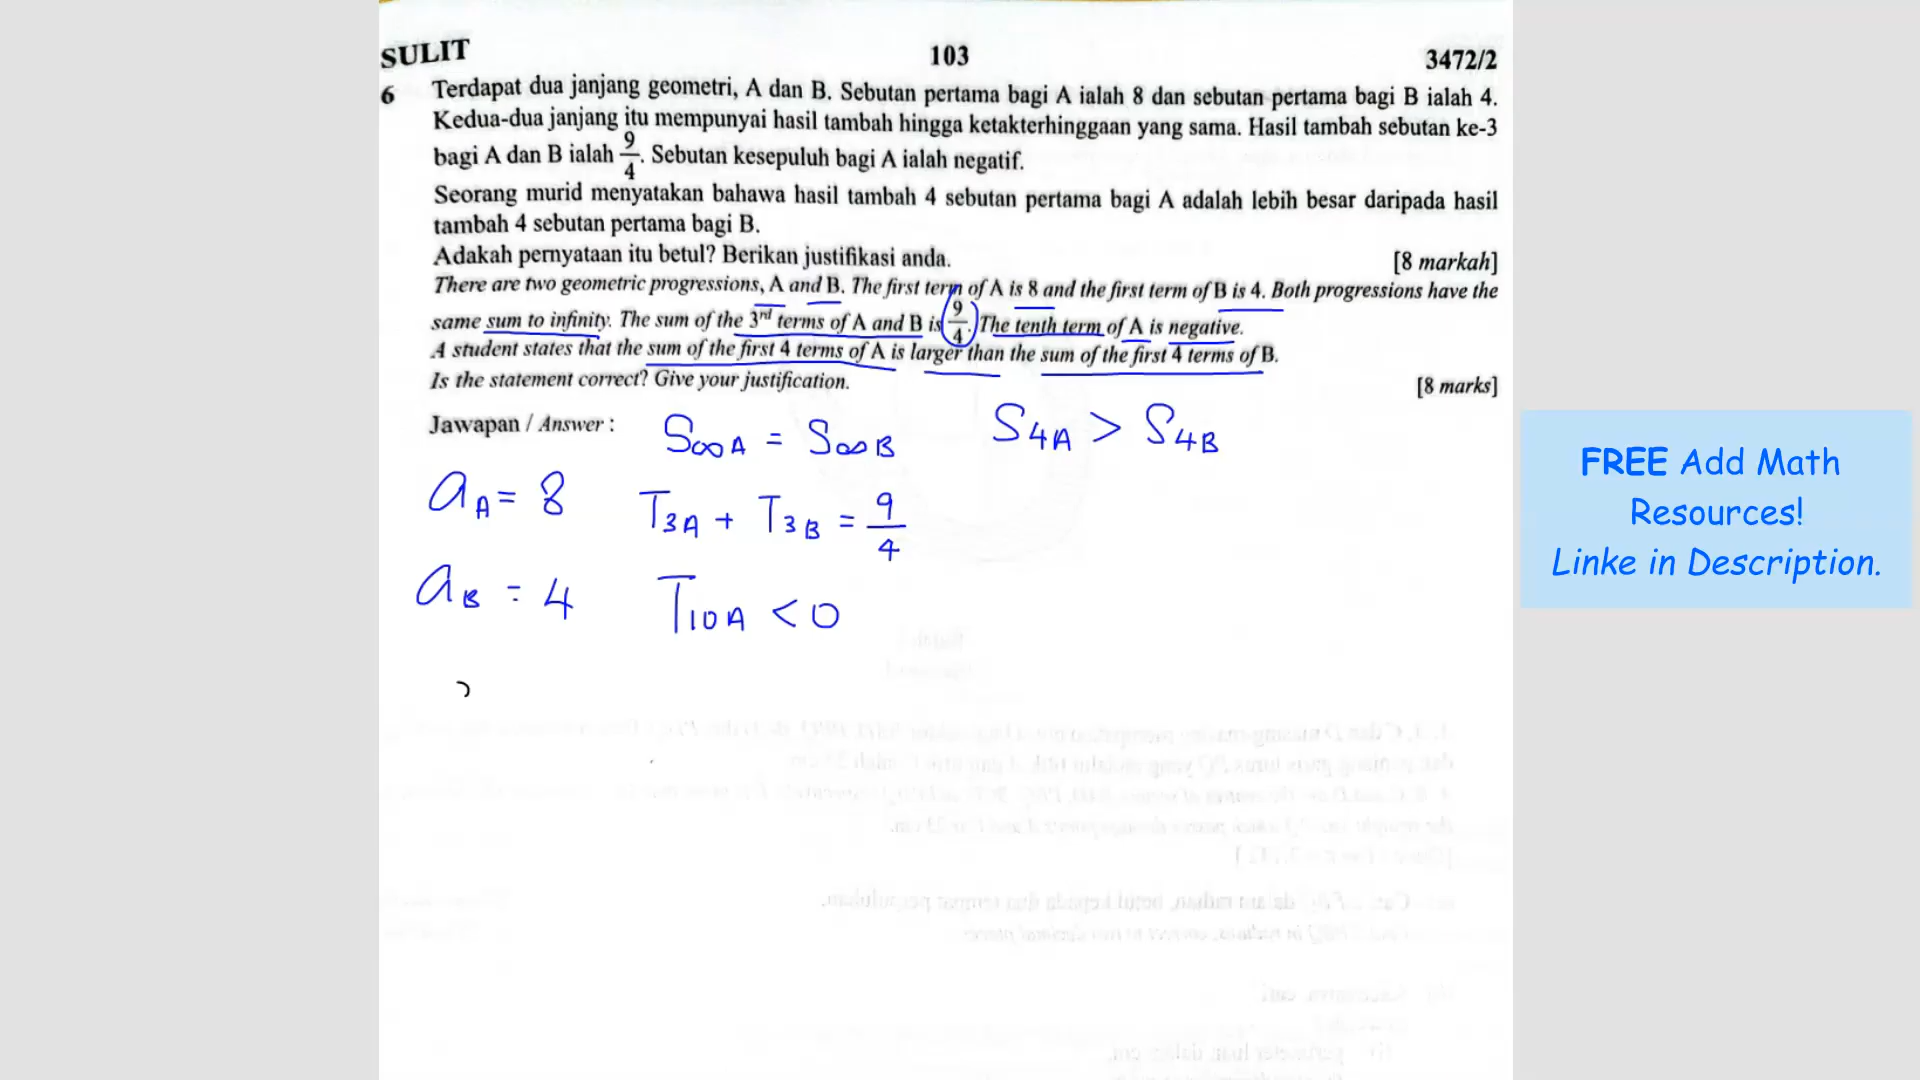 SULIT 103 3472/2
6 Terdapat dua janjang geometri, A dan B. Sebutan pertama bagi A ialah 8 dan sebutan pertama bagi B ialah 4.
Kedua-dua janjang itu mempunyai hasil tambah hingga ketakterhinggaan yang sama. Hasil tambah sebutan ke-3
bagi A dan B ialah 9/4. Sebutan kesepuluh bagi A ialah negatif.
Seorang murid menyatakan bahawa hasil tambah 4 sebutan pertama bagi A adalah lebih besar daripada hasil
tambah 4 sebutan pertama bagi B.
Adakah pernyataan itu betul? Berikan justifikasi anda. [8 markah]
There are two geometric progressions, A and B. The first term of A is 8 and the first term of B is 4. Both progressions have the
same sum to infinity. The sum of the 3rd terms of A and B is 9/4. The tenth term of A is negative.
A student states that the sum of the first 4 terms of A is larger than the sum of the first 4 terms of B.
Is the statement correct? Give your justification. [8 marks]
Jawapan / Answer :
S∞A = S∞B S4A > S4B
aA = 8 T3A + T3B = 9/4
aB = 4 T10A < 0
FREE Add Math
Resources!
Linke in Description.